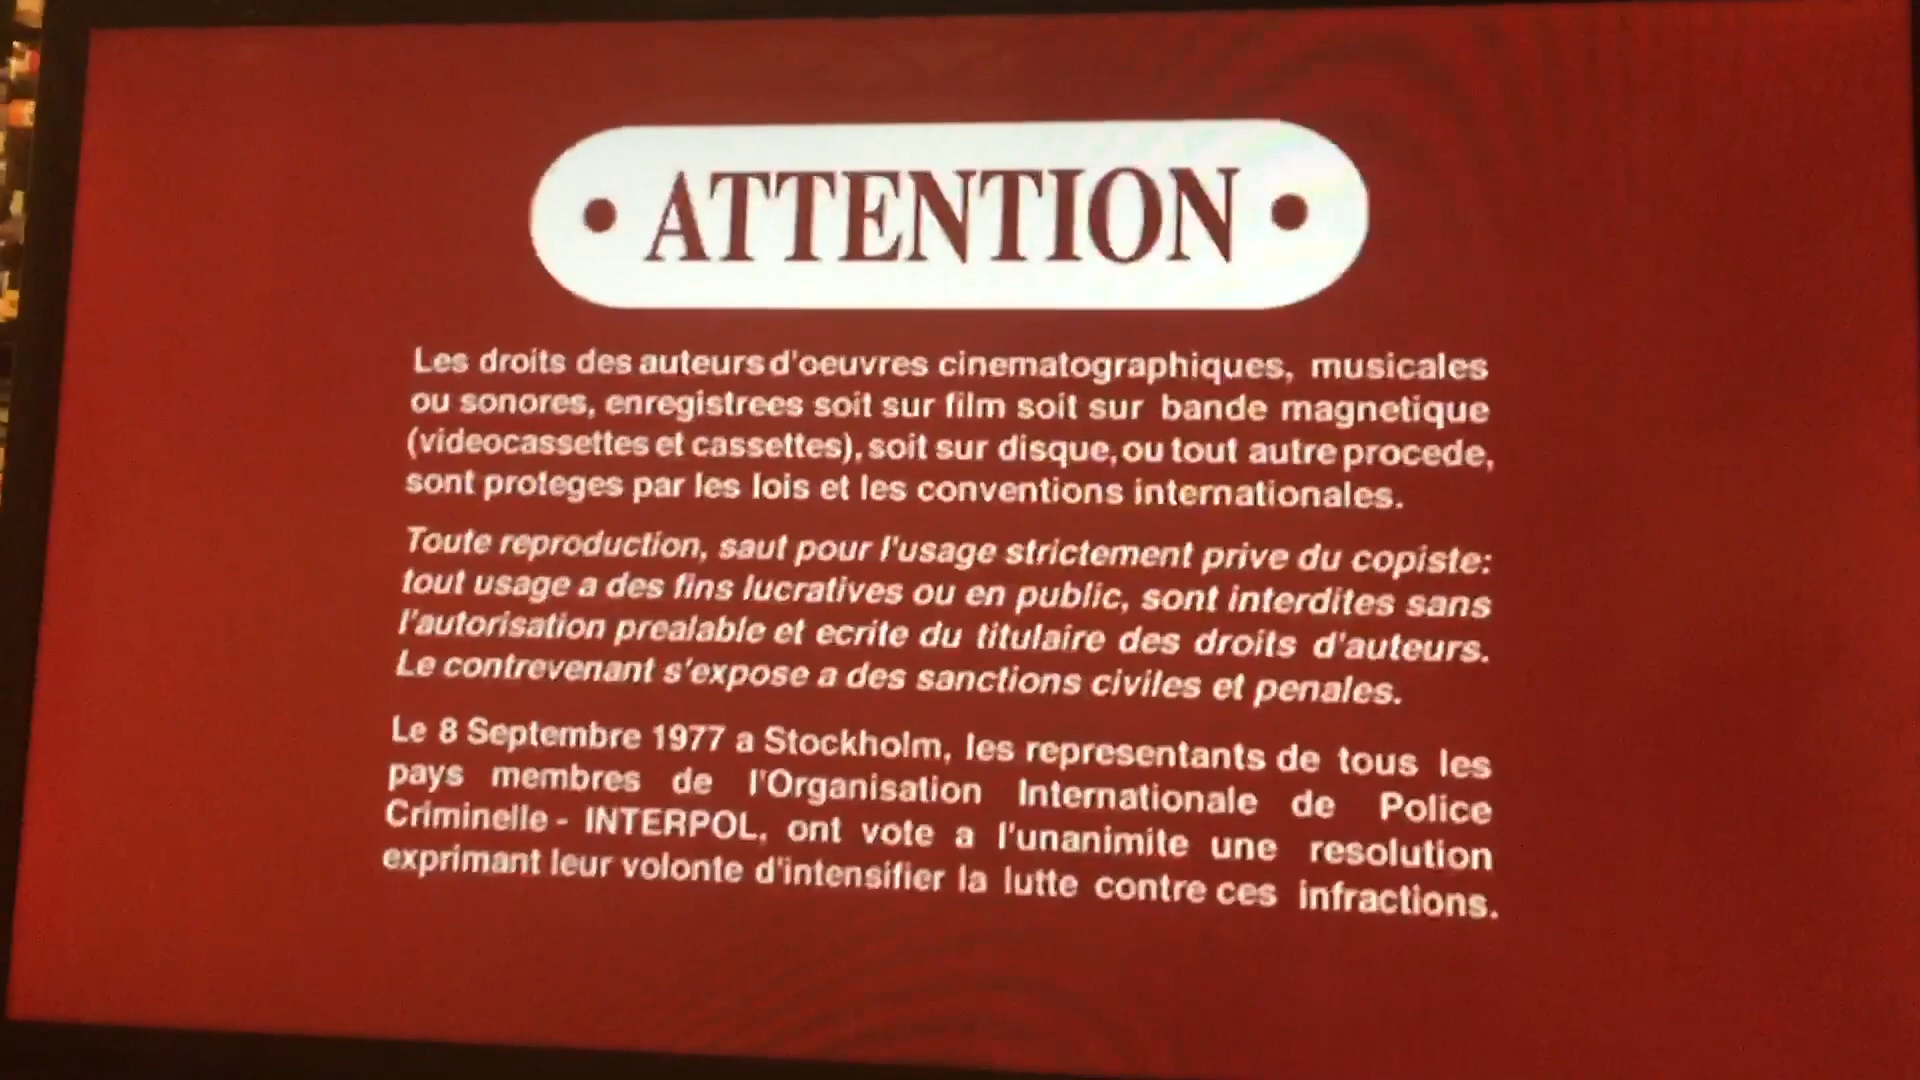 • ATTENTION •
Les droits des auteurs d'oeuvres cinematographiques, musicales
ou sonores, enregistrees soit sur film soit sur bande magnetique
(videocassettes et cassettes), soit sur disque, ou tout autre procede,
sont proteges par les lois et les conventions internationales.
Toute reproduction, sauf pour l'usage strictement prive du copiste:
tout usage a des fins lucratives ou en public, sont interdites sans
l'autorisation prealable et ecrite du titulaire des droits d'auteurs.
Le contrevenant s'expose a des sanctions civiles et penales.
Le 8 Septembre 1977 a Stockholm, les representants de tous les
pays membres de l'Organisation Internationale de Police
Criminelle - INTERPOL, ont vote a l'unanimite une resolution
exprimant leur volonte d'intensifier la lutte contre ces infractions.